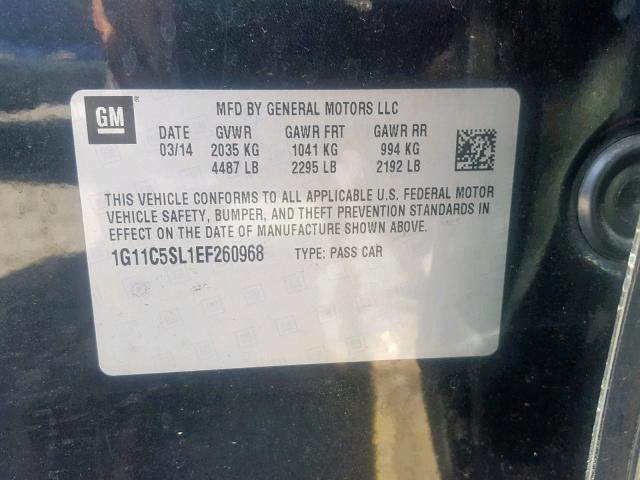 GM ®
MFD BY GENERAL MOTORS LLC
DATE GVWR GAWR FRT GAWR RR
03/14 2035 KG 1041 KG 994 KG
4487 LB 2295 LB 2192 LB
THIS VEHICLE CONFORMS TO ALL APPLICABLE U.S. FEDERAL MOTOR
VEHICLE SAFETY, BUMPER, AND THEFT PREVENTION STANDARDS IN
EFFECT ON THE DATE OF MANUFACTURE SHOWN ABOVE.
1G11C5SL1EF260968 TYPE: PASS CAR